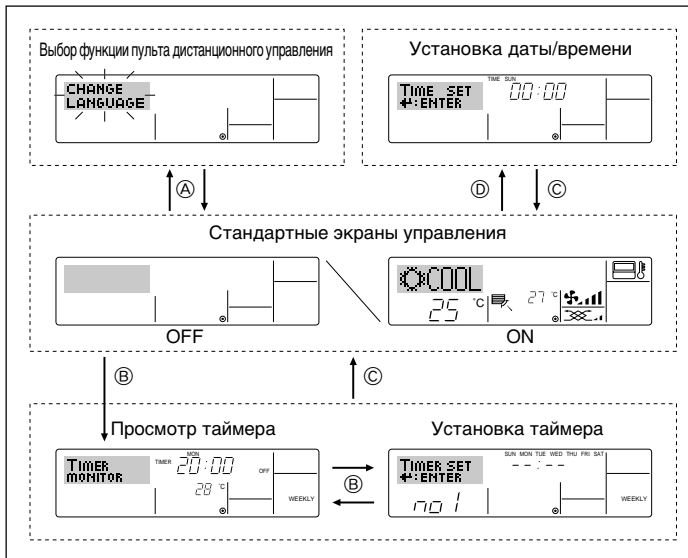 Выбор функции пульта дистанционного управления
CHANGE
LANGUAGE
Установка даты/времени
TIME SET
↵:ENTER
TIME SUN
00:00
Ⓐ
Ⓓ
Ⓒ
Стандартные экраны управления
OFF
COOL
25 °C
27 °C
ON
Ⓑ
Ⓒ
Просмотр таймера
TIMER
MONITOR
TIMER
MON
20:00
OFF
28 °C
WEEKLY
Ⓑ
Установка таймера
TIMER SET
↵:ENTER
SUN MON TUE WED THU FRI SAT
--:--
no 1
WEEKLY